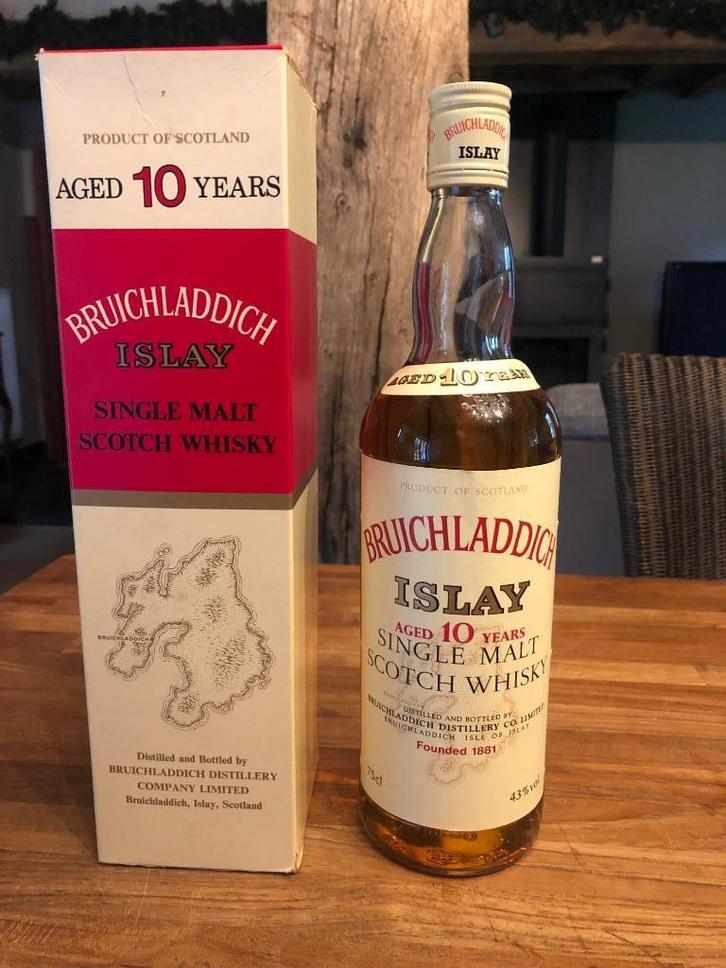 PRODUCT OF SCOTLAND
AGED 10 YEARS
BRUICHLADDICH
ISLAY
SINGLE MALT
SCOTCH WHISKY
BRUICHLADDICH
Distilled and Bottled by
BRUICHLADDICH DISTILLERY
COMPANY LIMITED
Bruichladdich, Islay, Scotland
BRUICHLADDICH
ISLAY
AGED 10 YEARS
PRODUCT OF SCOTLAND
BRUICHLADDICH
ISLAY
AGED 10 YEARS
SINGLE MALT
SCOTCH WHISKY
DISTILLED AND BOTTLED BY
BRUICHLADDICH DISTILLERY CO. LIMITED
BRUICHLADDICH ISLE OF ISLAY
Founded 1881
75cl
43%vol